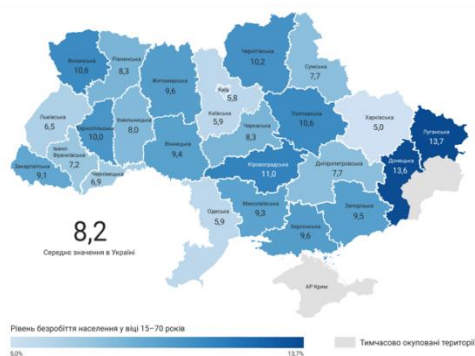 Волинська
10,6
Рівненська
8,3
Житомирська
9,6
Київ
5,8
Київська
5,9
Чернігівська
10,2
Сумська
7,7
Львівська
6,5
Тернопільська
10,0
Хмельницька
8,0
Вінницька
9,4
Черкаська
8,3
Полтавська
10,6
Харківська
5,0
Луганська
13,7
Донецька
13,6
Івано-
Франківська
7,2
Закарпатська
9,1
Чернівецька
6,9
Кіровоградська
11,0
Дніпропетровська
7,7
Одеська
5,9
Миколаївська
9,3
Херсонська
9,6
Запорізька
9,5
АР Крим
8,2
Середнє значення в Україні
Рівень безробіття населення у віці 15–70 років
5,0%
13,7%
Тимчасово окуповані території